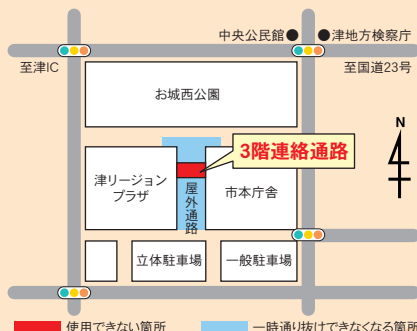 中央公民館
津地方検察庁
至津IC
至国道23号
お城西公園
N
3階連絡通路
津リージョン
プラザ
屋外通路
市本庁舎
立体駐車場
一般駐車場
使用できない箇所
一時通り抜けできなくなる箇所